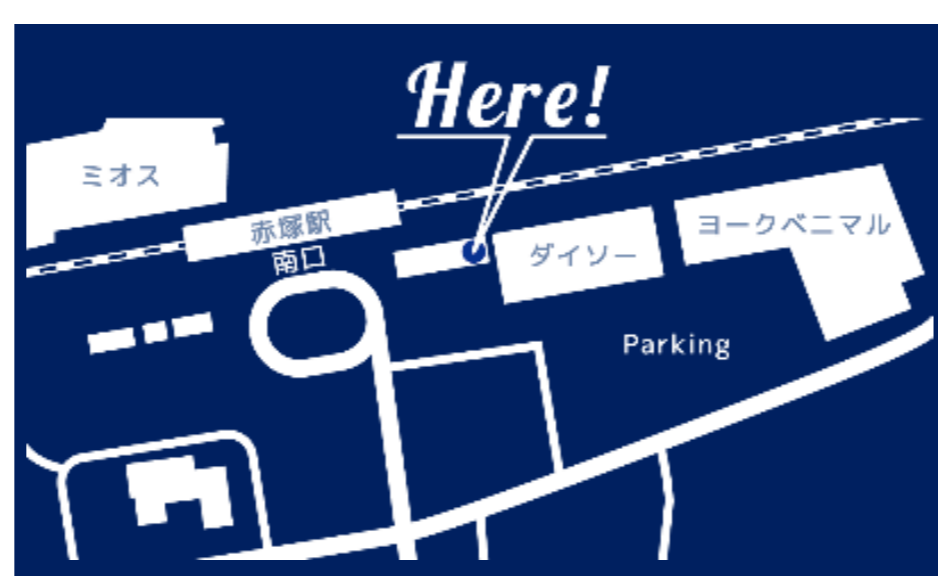 Here!
ミオス
赤塚駅
南口
ダイソー
ヨークベニマル
Parking